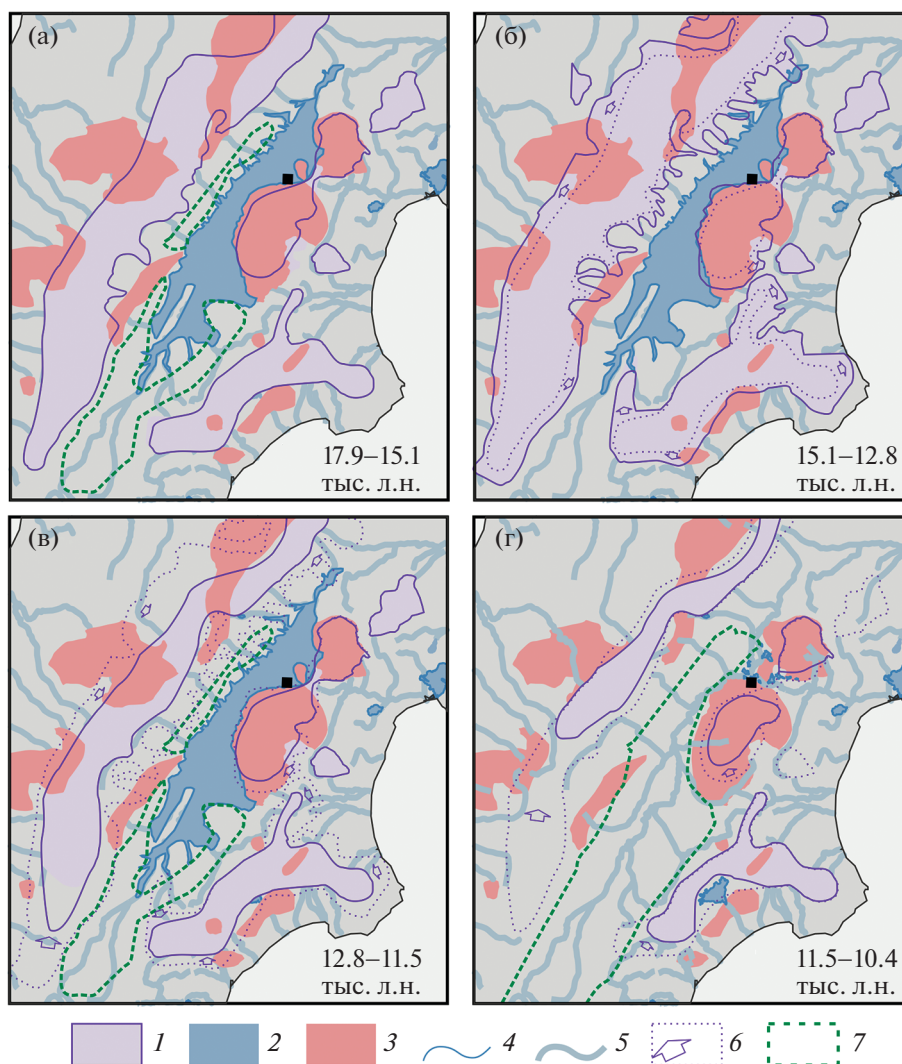 (а)
(б)
17.9–15.1
тыс. л.н.
15.1–12.8
тыс. л.н.
(в)
(г)
12.8–11.5
тыс. л.н.
11.5–10.4
тыс. л.н.
1 2 3 4 5 6 7